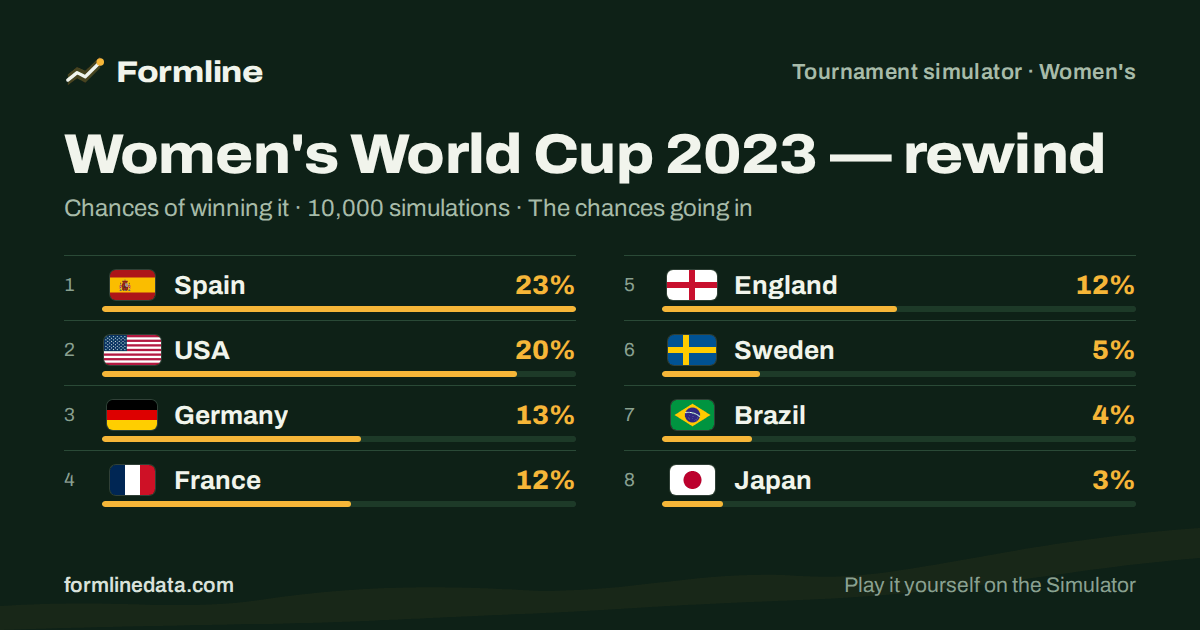 Formline
Tournament simulator · Women's
Women's World Cup 2023 — rewind
Chances of winning it · 10,000 simulations · The chances going in
1 Spain 23%
2 USA 20%
3 Germany 13%
4 France 12%
5 England 12%
6 Sweden 5%
7 Brazil 4%
8 Japan 3%
formlinedata.com
Play it yourself on the Simulator